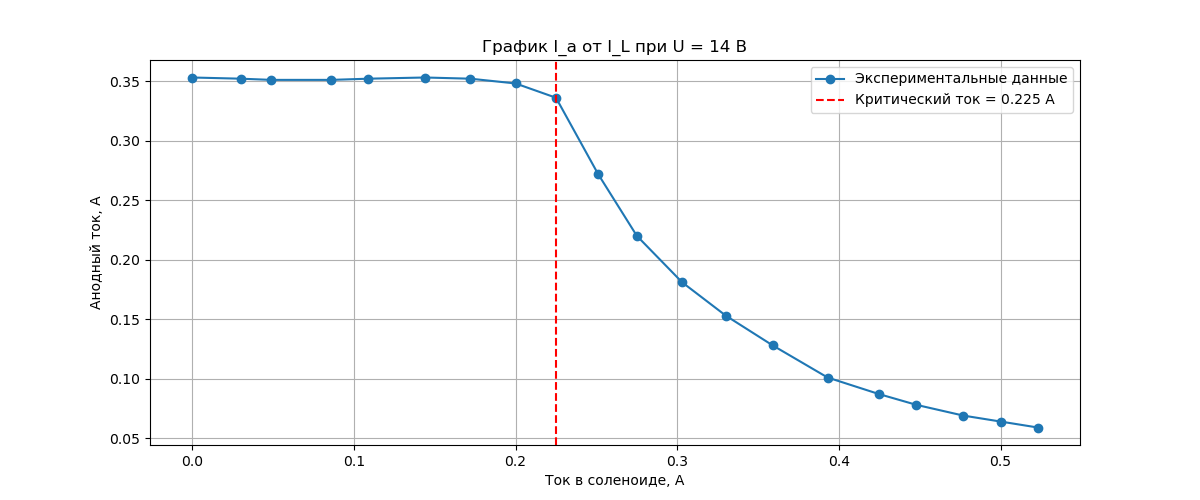 График I_a от I_L при U = 14 В
Экспериментальные данные
Критический ток = 0.225 А
Анодный ток, А
0.35
0.30
0.25
0.20
0.15
0.10
0.05
0.0 0.1 0.2 0.3 0.4 0.5
Ток в соленоиде, А